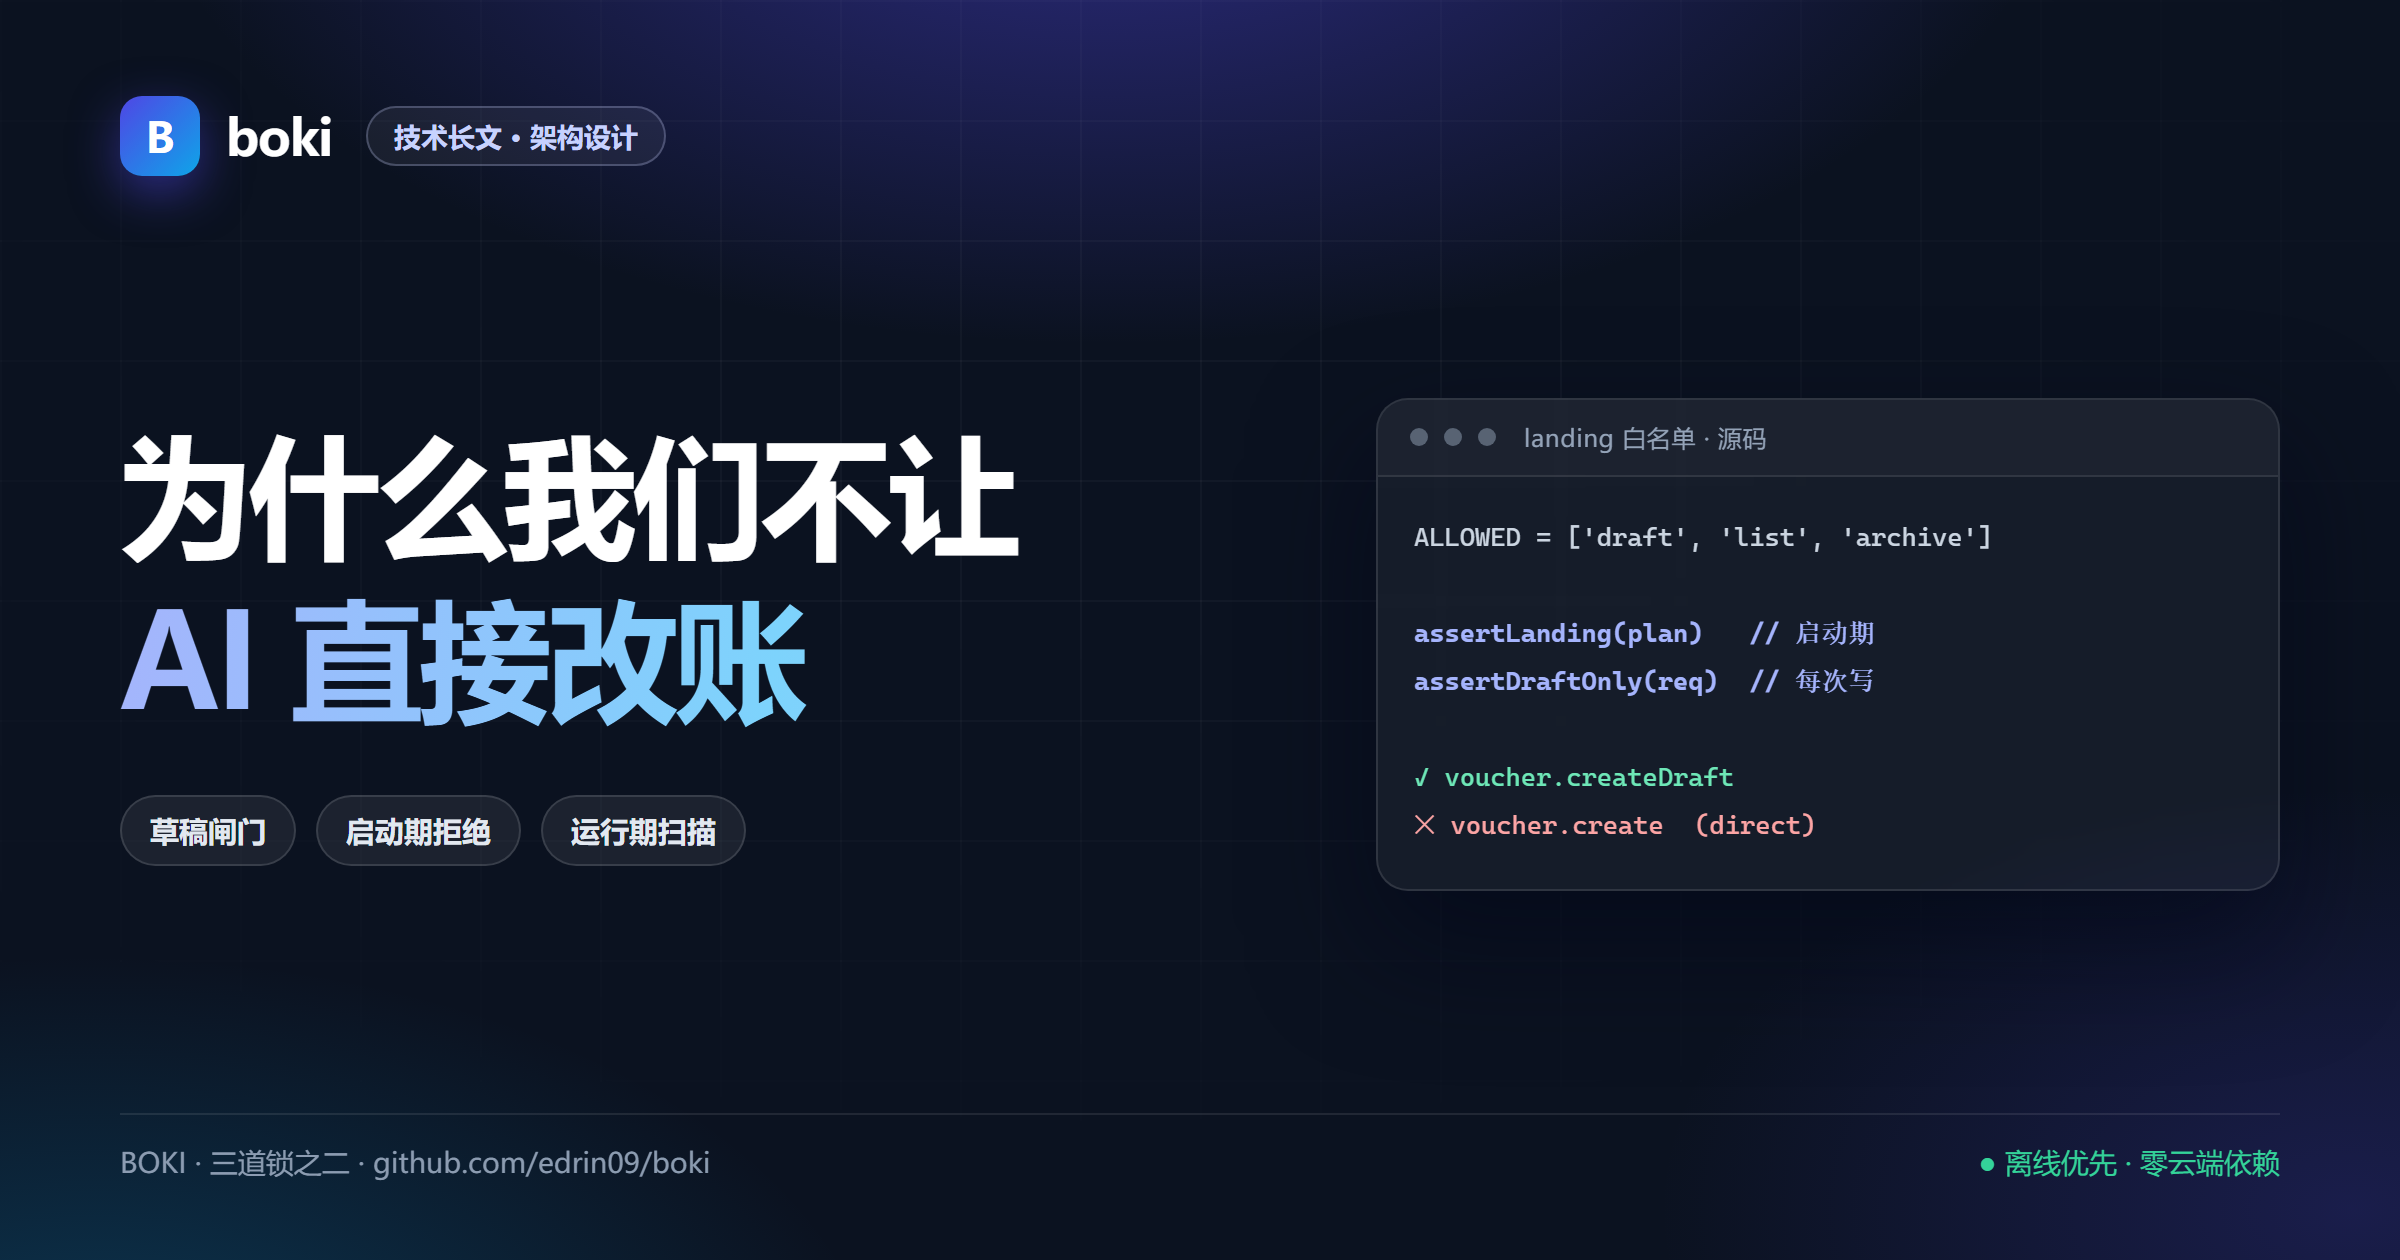 B boki 技术长文·架构设计
为什么我们不让
AI 直接改账
草稿闸门 启动期拒绝 运行期扫描
landing 白名单 · 源码
ALLOWED = ['draft', 'list', 'archive']
assertLanding(plan) // 启动期
assertDraftOnly(req) // 每次写
✓ voucher.createDraft
✕ voucher.create (direct)
BOKI · 三道锁之二 · github.com/edrin09/boki
● 离线优先 · 零云端依赖